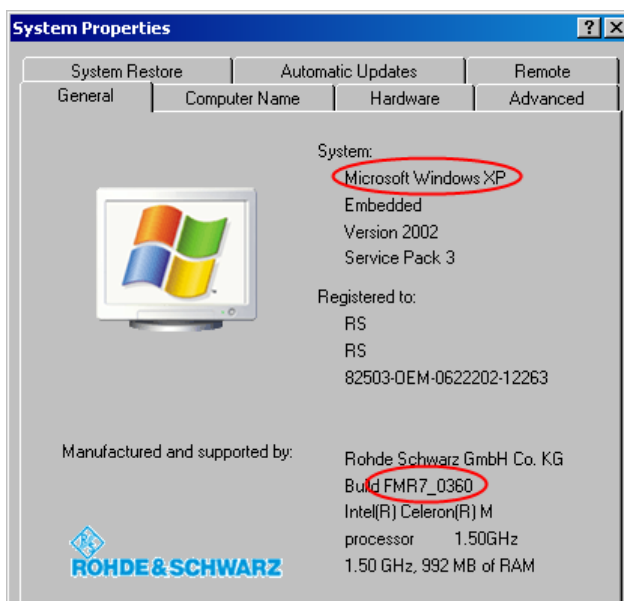 System Properties
System Restore Automatic Updates Remote
General Computer Name Hardware Advanced
System:
Microsoft Windows XP
Embedded
Version 2002
Service Pack 3
Registered to:
RS
RS
82503-OEM-0622202-12263
Manufactured and supported by:
Rohde Schwarz GmbH Co. KG
Build FMR7_0360
Intel(R) Celeron(R) M
processor 1.50GHz
1.50 GHz, 992 MB of RAM
ROHDE & SCHWARZ